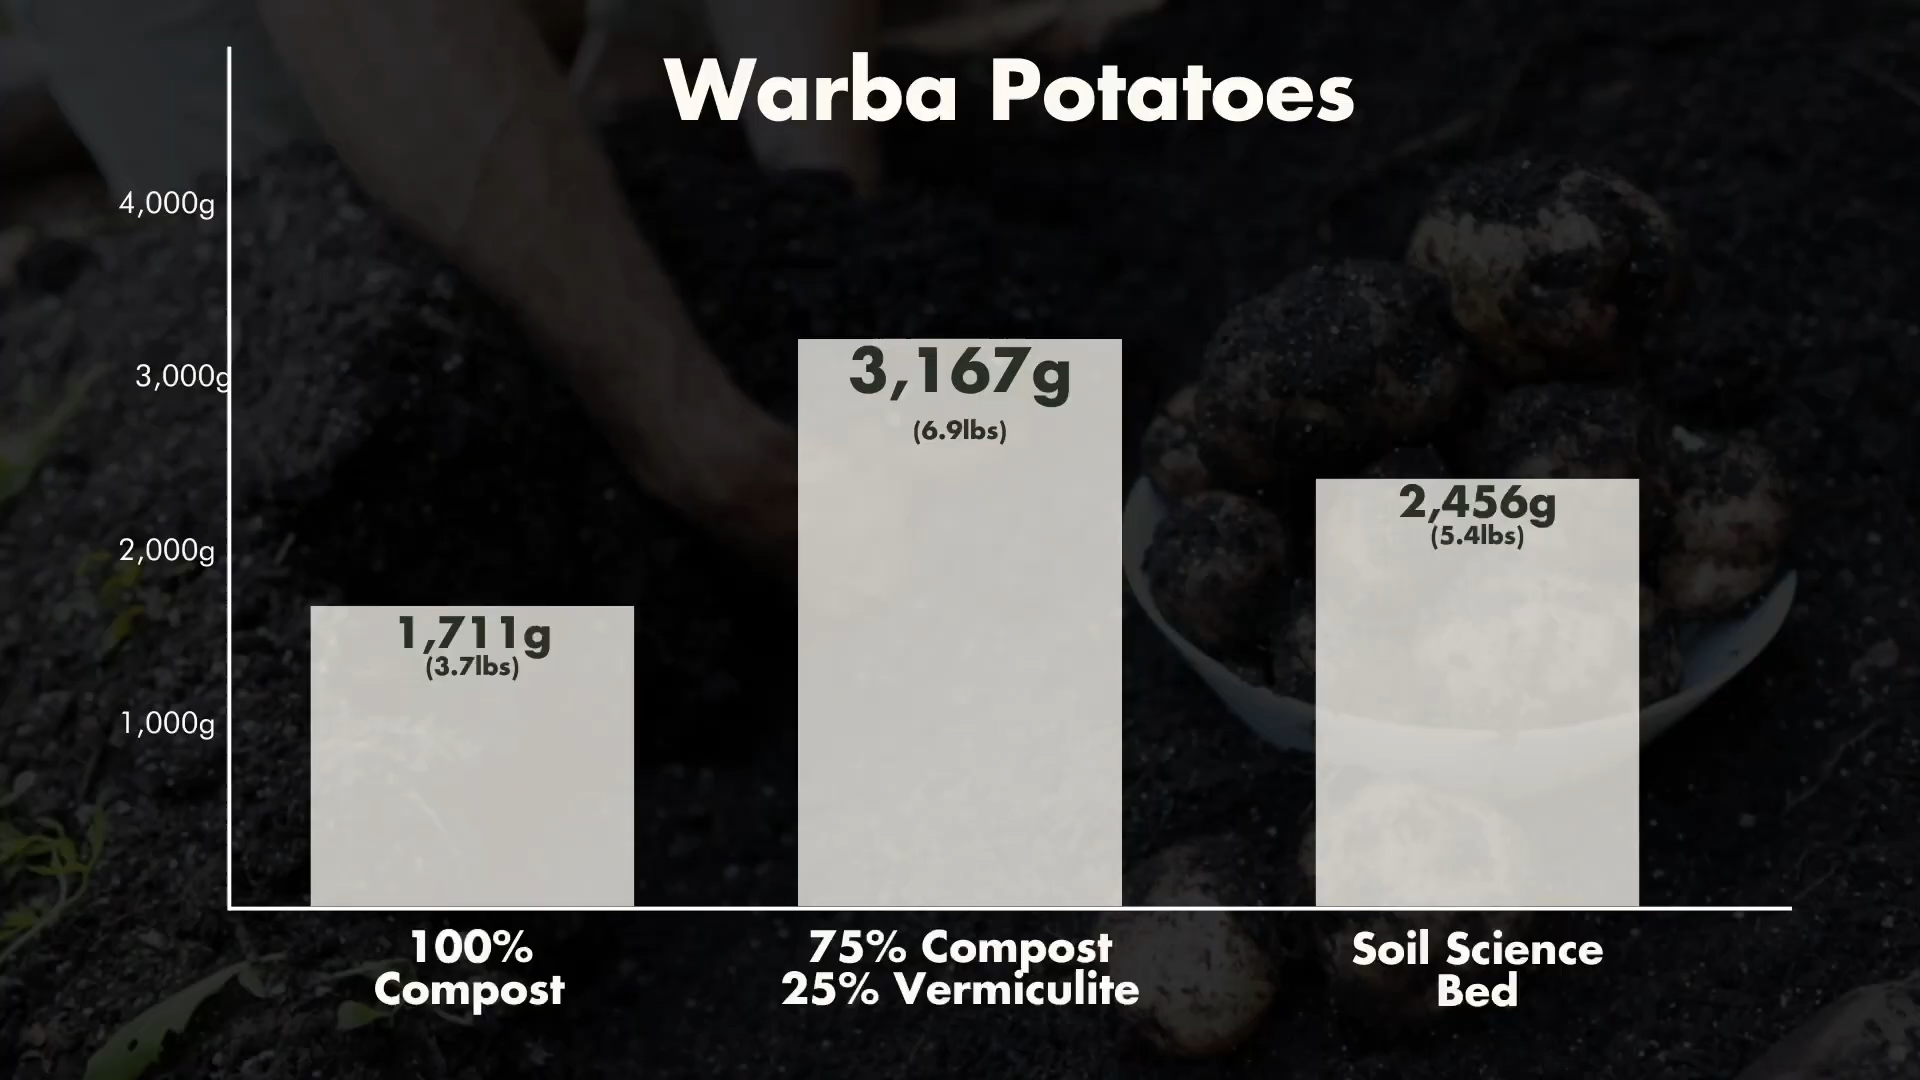 Warba Potatoes
4,000g
3,000g
2,000g
1,000g
1,711g
(3.7lbs)
3,167g
(6.9lbs)
2,456g
(5.4lbs)
100%
Compost
75% Compost
25% Vermiculite
Soil Science
Bed